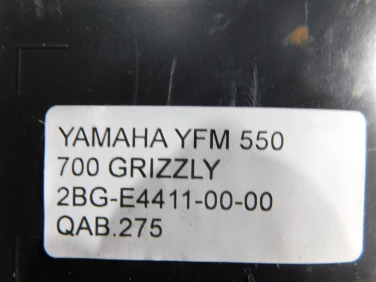 YAMAHA YFM 550
700 GRIZZLY
2BG-E4411-00-00
QAB.275